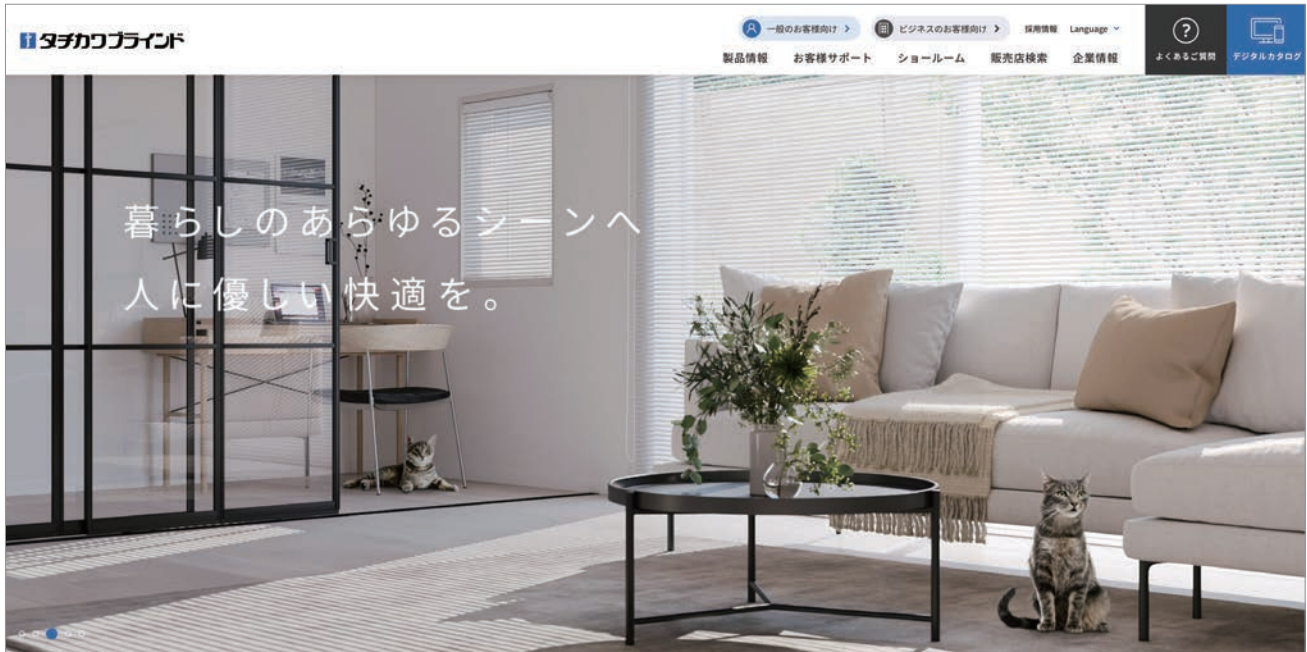 タチカワブラインド
一般のお客様向け
ビジネスのお客様向け
採用情報
Language
製品情報
お客様サポート
ショールーム
販売店検索
企業情報
?
よくあるご質問
デジタルカタログ
暮らしのあらゆるシーンへ
人に優しい快適を。